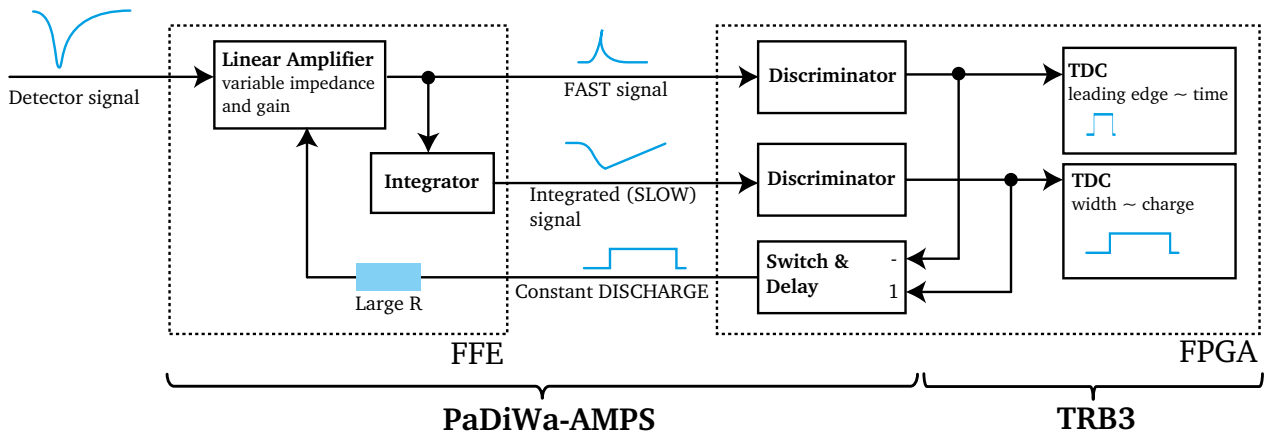 Detector signal
Linear Amplifier
variable impedance
and gain
Integrator
FAST signal
Integrated (SLOW)
signal
Large R
Constant DISCHARGE
Discriminator
Discriminator
Switch &
Delay
-
1
TDC
leading edge ~ time
TDC
width ~ charge
FFE
FPGA
PaDiWa-AMPS
TRB3